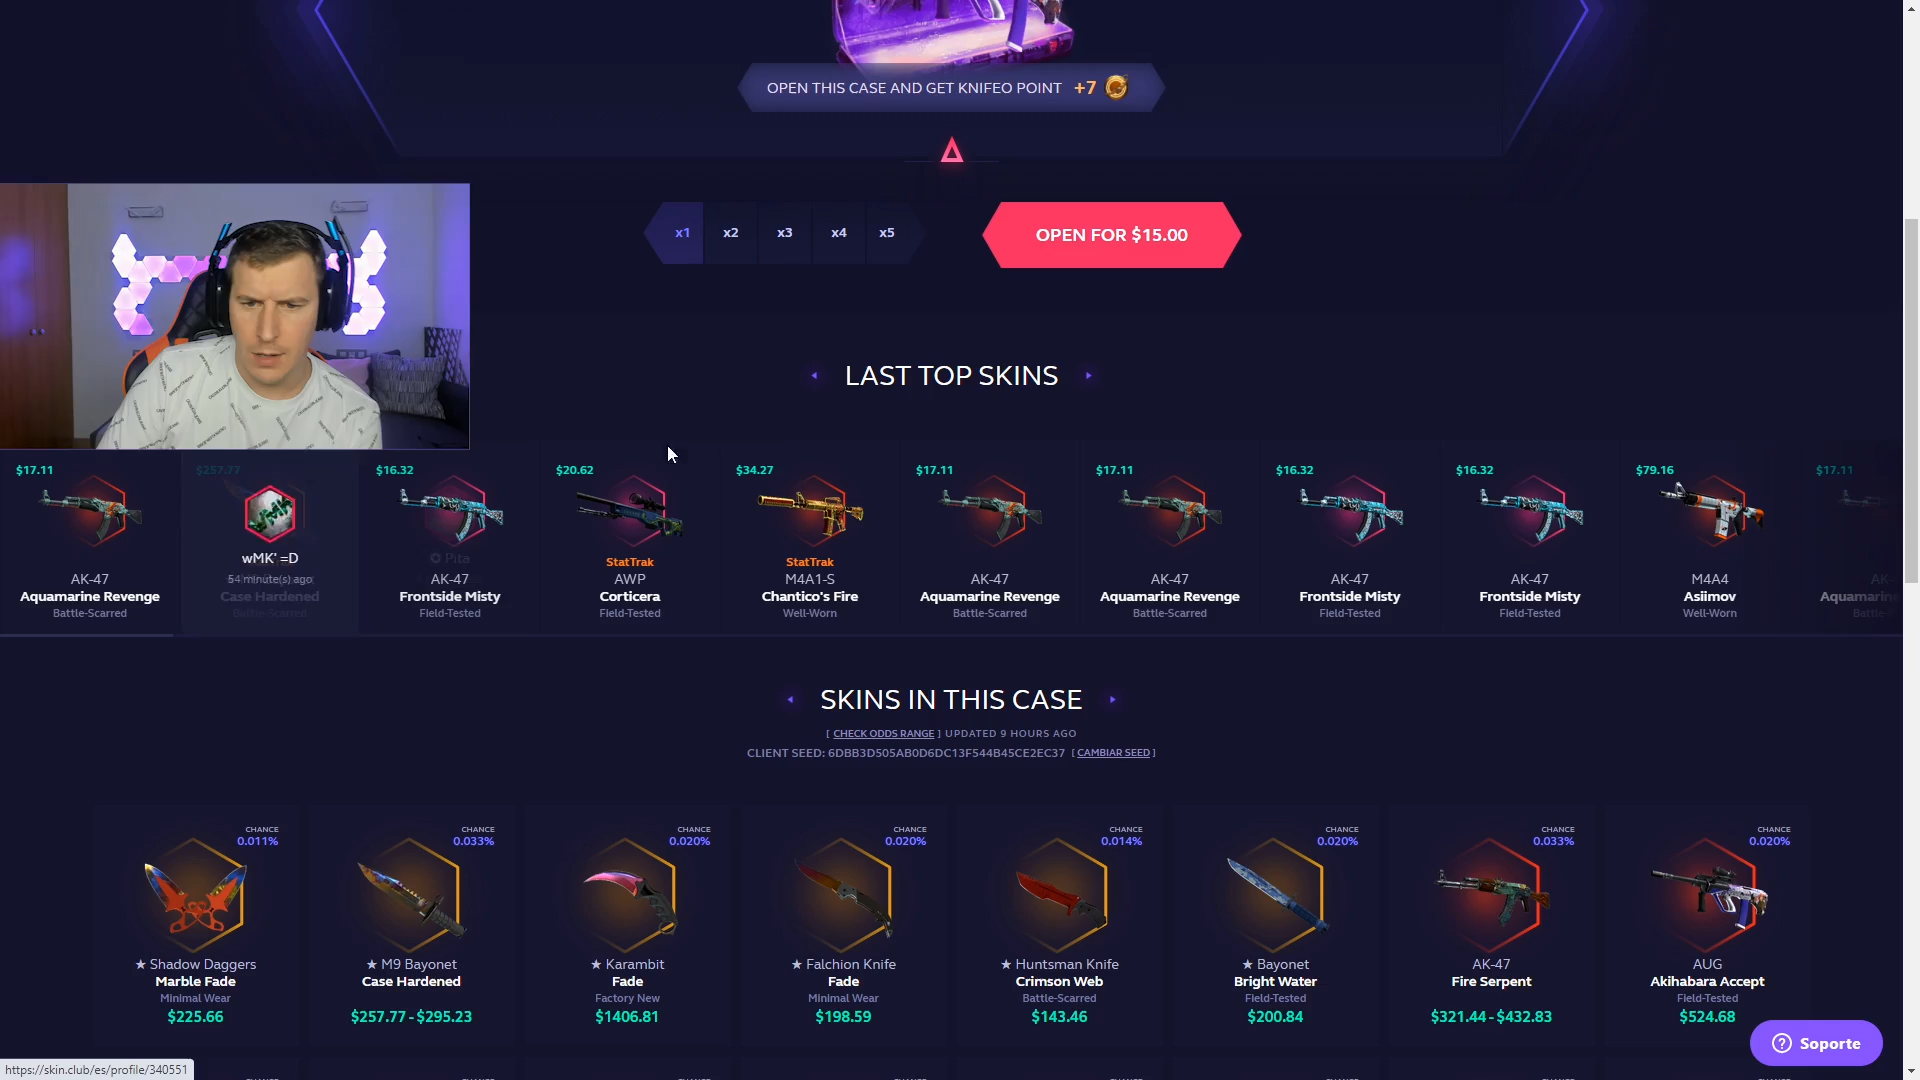 OPEN THIS CASE AND GET KNIFEO POINT +7
x1 x2 x3 x4 x5
OPEN FOR $15.00
LAST TOP SKINS
$17.11
AK-47
Aquamarine Revenge
Battle-Scarred
$257.77
wMK' =D
54 minute(s) ago
Case Hardened
Battle-Scarred
$16.32
Pita
AK-47
Frontside Misty
Field-Tested
$20.62
StatTrak
AWP
Corticera
Field-Tested
$34.27
StatTrak
M4A1-S
Chantico's Fire
Well-Worn
$17.11
AK-47
Aquamarine Revenge
Battle-Scarred
$17.11
AK-47
Aquamarine Revenge
Battle-Scarred
$16.32
AK-47
Frontside Misty
Field-Tested
$16.32
AK-47
Frontside Misty
Field-Tested
$79.16
M4A4
Asiimov
Well-Worn
$17.11
AK-
Aquamarine
Battle-
SKINS IN THIS CASE
[ CHECK ODDS RANGE ] UPDATED 9 HOURS AGO
CLIENT SEED: 6DBB3D505AB0D6DC13F544B45CE2EC37 [ CAMBIAR SEED ]
CHANCE
0.011%
★ Shadow Daggers
Marble Fade
Minimal Wear
$225.66
CHANCE
0.033%
★ M9 Bayonet
Case Hardened
$257.77 - $295.23
CHANCE
0.020%
★ Karambit
Fade
Factory New
$1406.81
CHANCE
0.020%
★ Falchion Knife
Fade
Minimal Wear
$198.59
CHANCE
0.014%
★ Huntsman Knife
Crimson Web
Battle-Scarred
$143.46
CHANCE
0.020%
★ Bayonet
Bright Water
Field-Tested
$200.84
CHANCE
0.033%
AK-47
Fire Serpent
$321.44 - $432.83
CHANCE
0.020%
AUG
Akihabara Accept
Field-Tested
$524.68
Soporte
https://skin.club/es/profile/340551